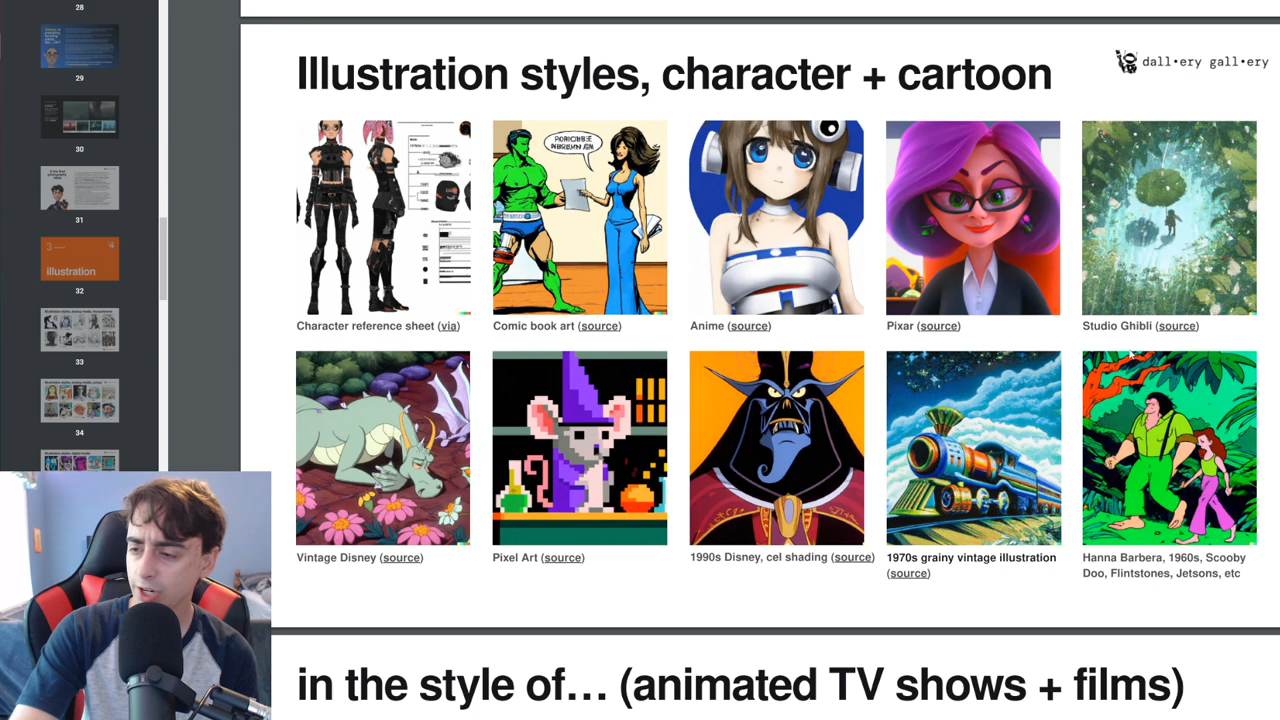 28
29
30
31
3
illustration
32
33
34
Illustration styles, character + cartoon
dall•ery gall•ery
Character reference sheet (via)
Comic book art (source)
Anime (source)
Pixar (source)
Studio Ghibli (source)
Vintage Disney (source)
Pixel Art (source)
1990s Disney, cel shading (source)
1970s grainy vintage illustration
(source)
Hanna Barbera, 1960s, Scooby
Doo, Flintstones, Jetsons, etc
in the style of… (animated TV shows + films)